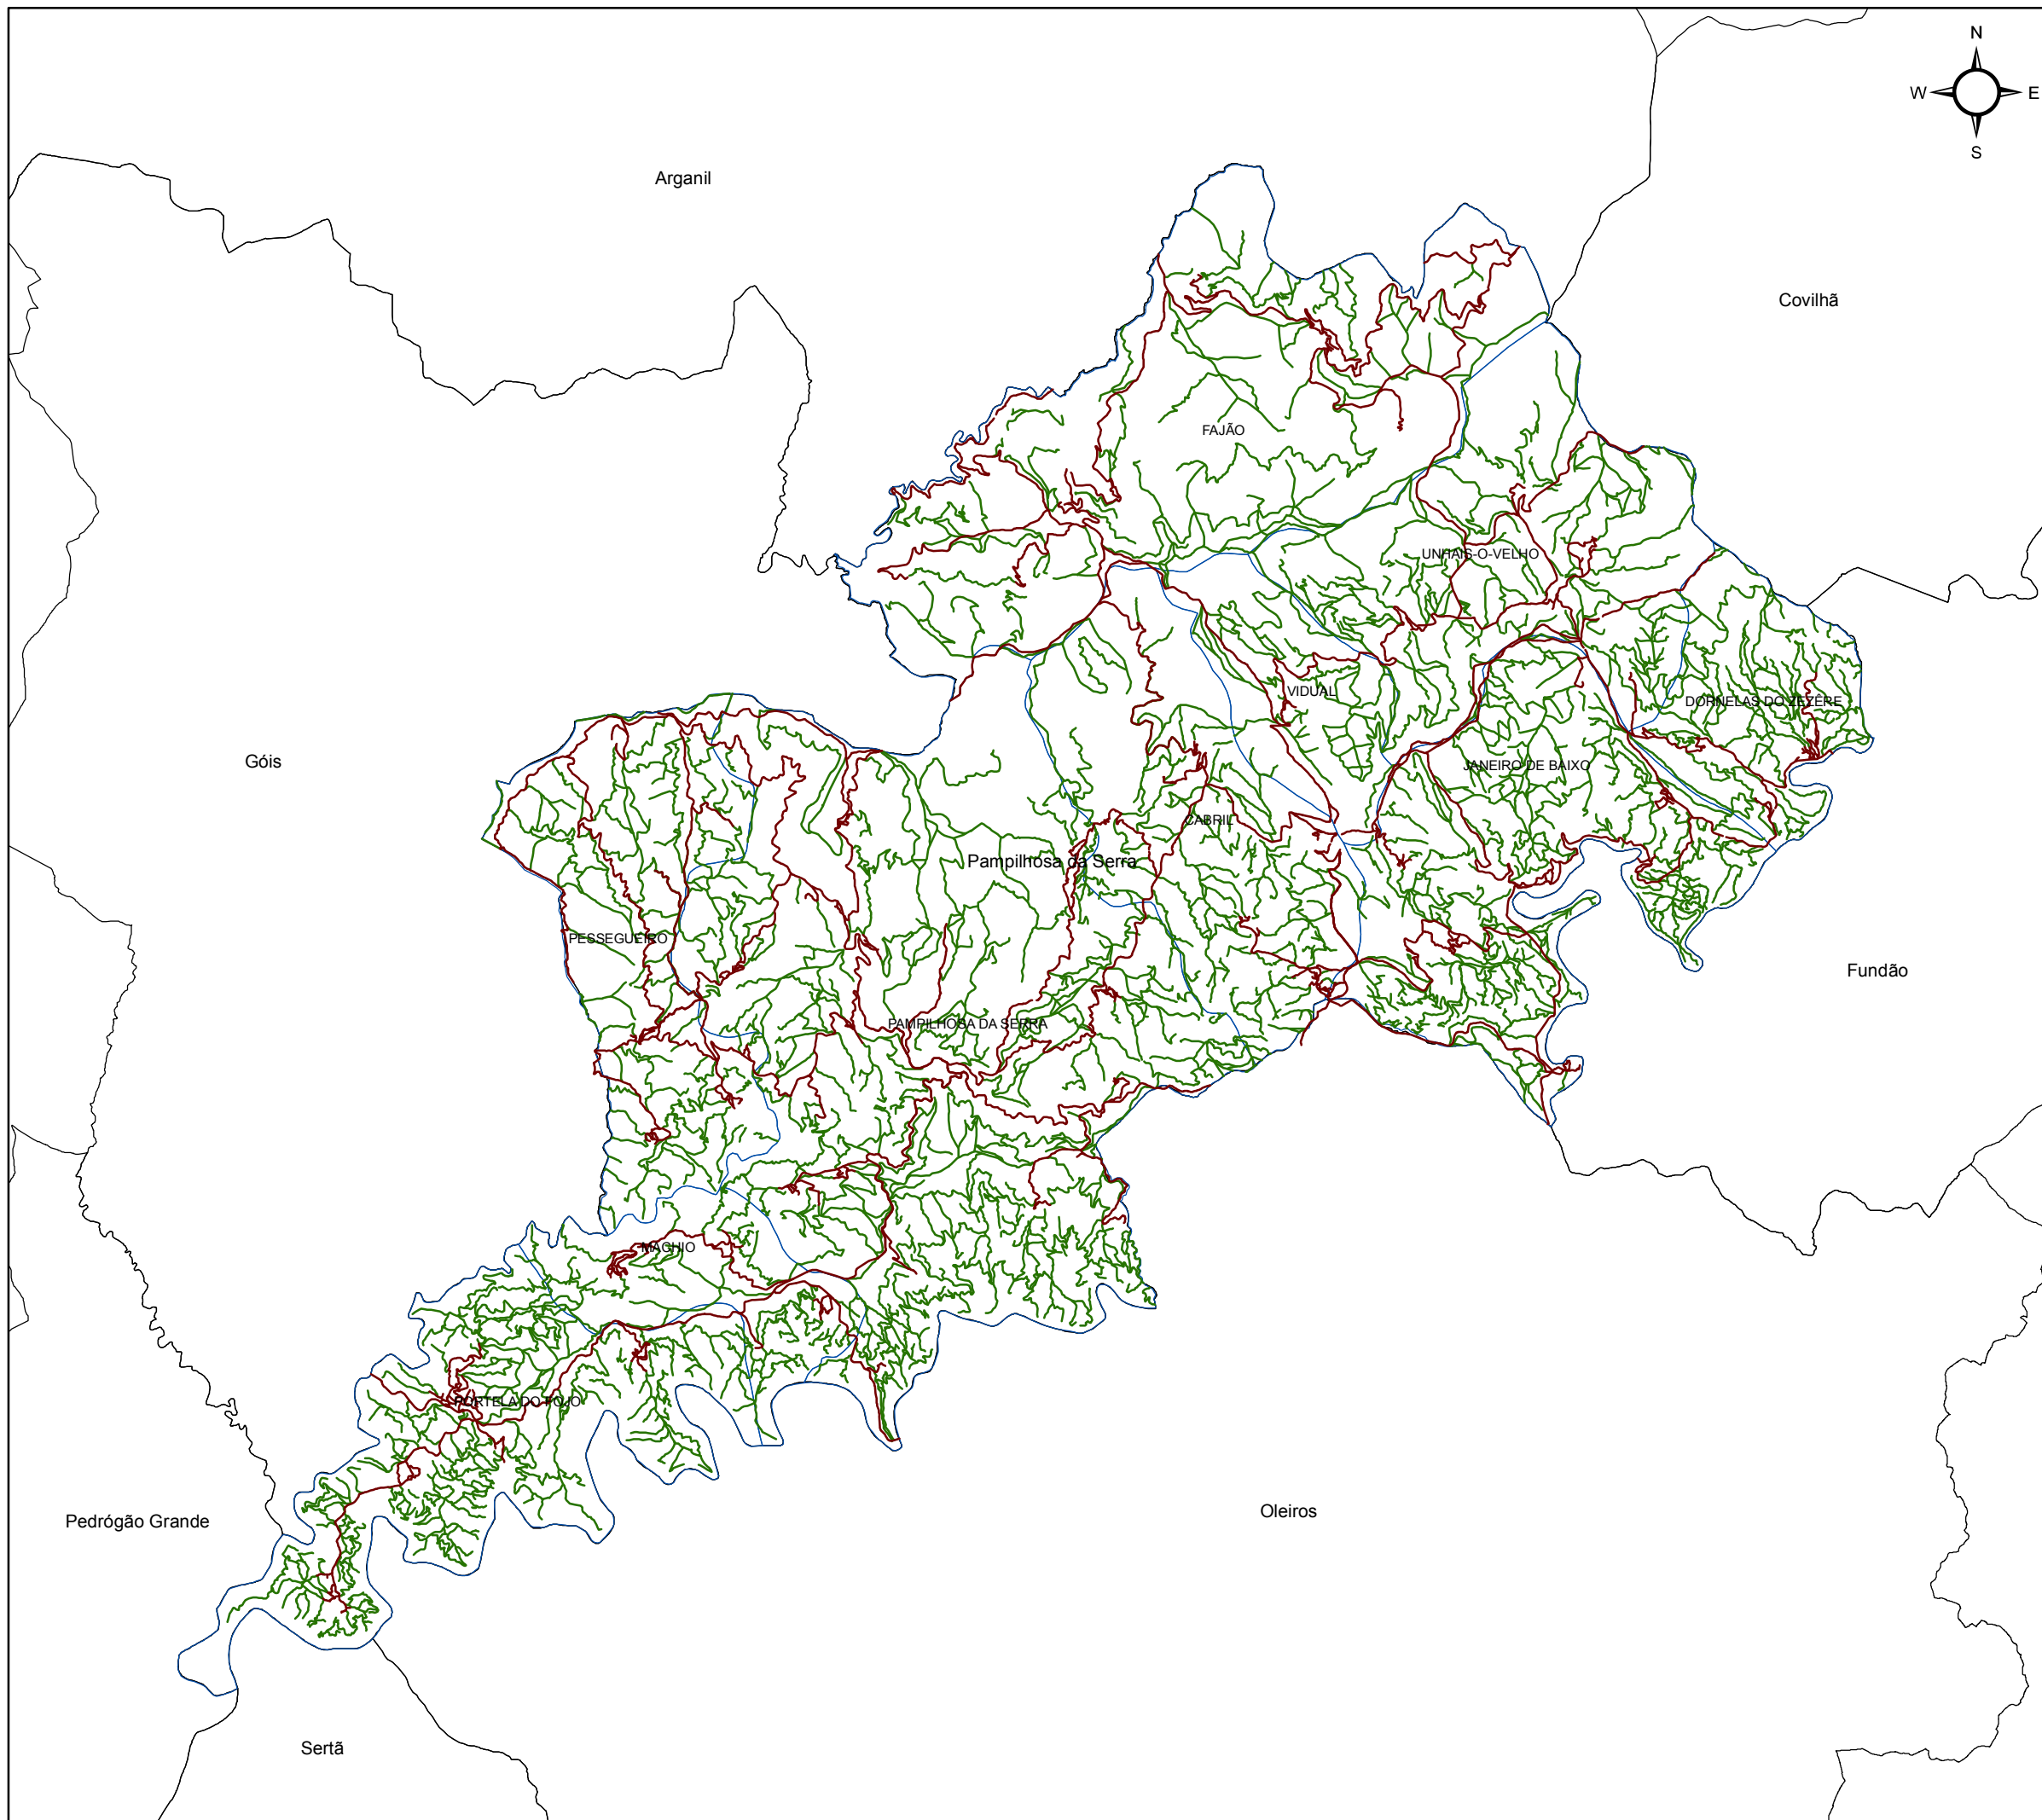 N
W E
S
Arganil
Covilhã
FAJÃO
UNHAIS-O-VELHO
VIDUAL
DORNELAS DO ZEZÊRE
Góis
JANEIRO DE BAIXO
CABRIL
Pampilhosa da Serra
PESSEGUEIRO
Fundão
PAMPILHOSA DA SERRA
MACHIO
PORTELA DO FOJO
Oleiros
Pedrógão Grande
Sertã